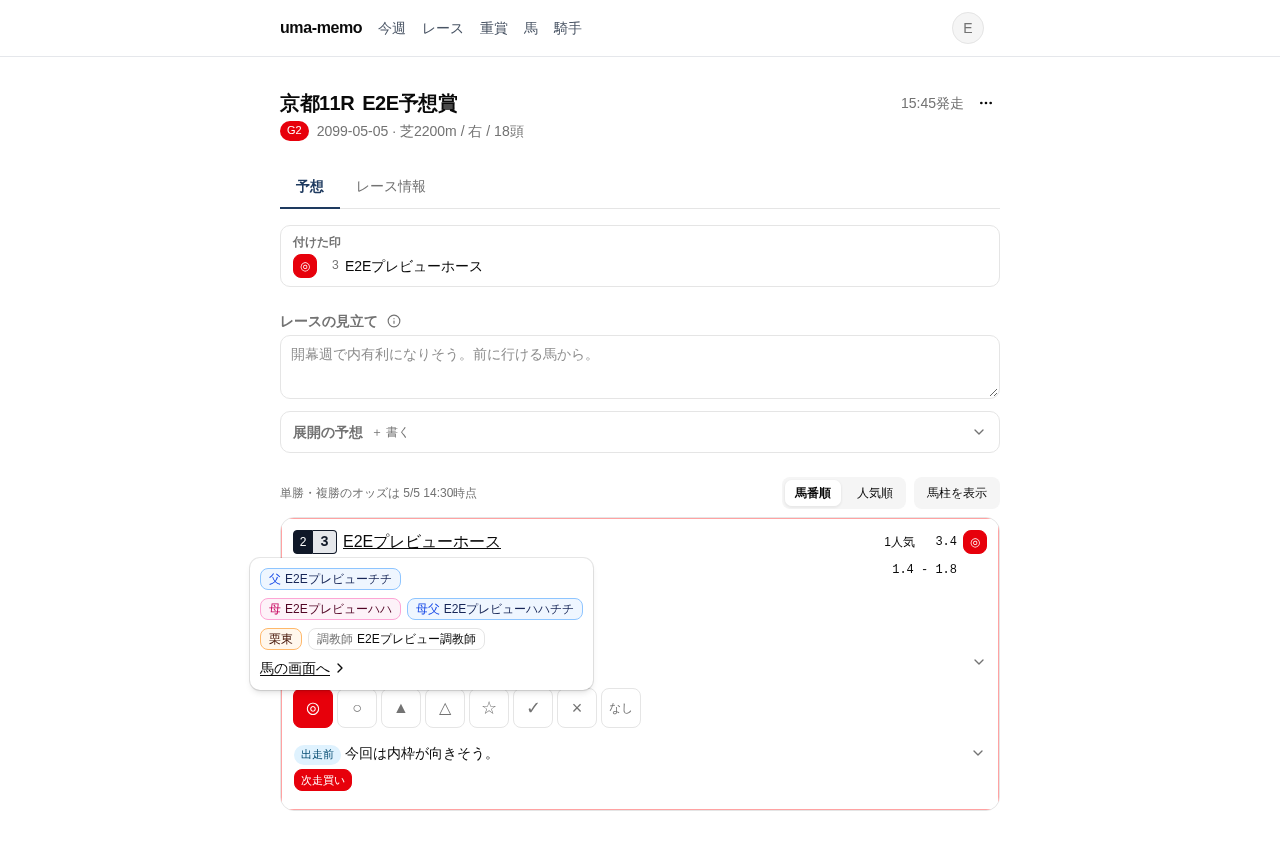 uma-memo 今週 レース 重賞 馬 騎手 E
京都11R E2E予想賞 15:45発走
G2 2099-05-05 · 芝2200m / 右 / 18頭
予想 レース情報
付けた印
◎ 3 E2Eプレビューホース
レースの見立て
開幕週で内有利になりそう。前に行ける馬から。
展開の予想 + 書く
単勝・複勝のオッズは 5/5 14:30時点 馬番順 人気順 馬柱を表示
2 3 E2Eプレビューホース 1人気 3.4 ◎
1.4 - 1.8
父 E2Eプレビューチチ
母 E2Eプレビューハハ 母父 E2Eプレビューハハチチ
栗東 調教師 E2Eプレビュー調教師
馬の画面へ
◎ ○ ▲ △ ☆ ✓ × なし
出走前 今回は内枠が向きそう。
次走買い